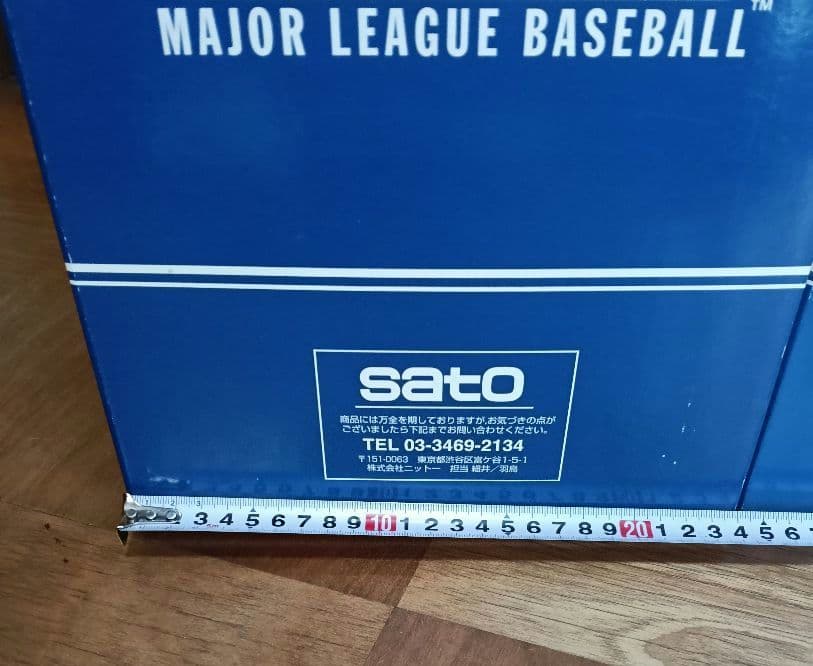 MAJOR LEAGUE BASEBALL™
sato
商品には万全を期しておりますが、お気づきの点が
ございましたら下記までお問い合わせください。
TEL 03-3469-2134
〒151-0063 東京都渋谷区富ケ谷1-5-1
株式会社ニットー 担当 細井／羽鳥
1 2 3 4 5 6 7 8 9 10 1 2 3 4 5 6 7 8 9 20 1 2 3 4 5 6